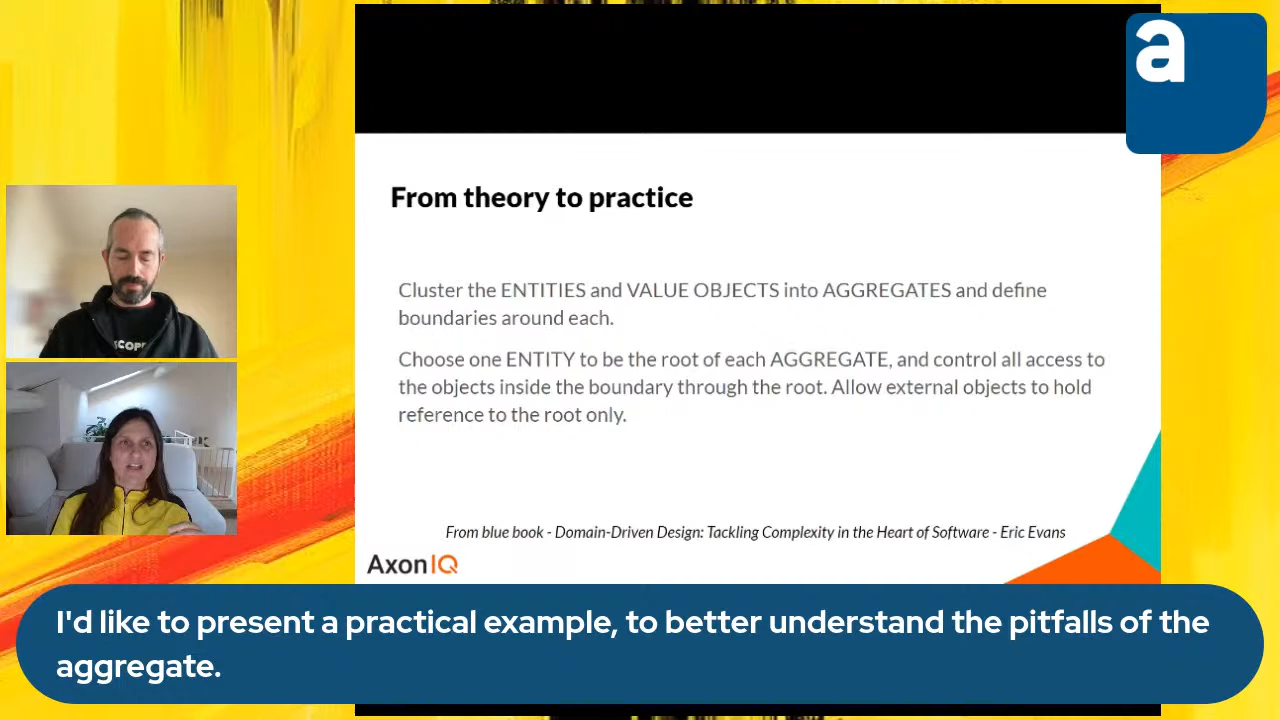 a
From theory to practice
Cluster the ENTITIES and VALUE OBJECTS into AGGREGATES and define
boundaries around each.
Choose one ENTITY to be the root of each AGGREGATE, and control all access to
the objects inside the boundary through the root. Allow external objects to hold
reference to the root only.
From blue book - Domain-Driven Design: Tackling Complexity in the Heart of Software - Eric Evans
AxonIQ
I'd like to present a practical example, to better understand the pitfalls of the
aggregate.